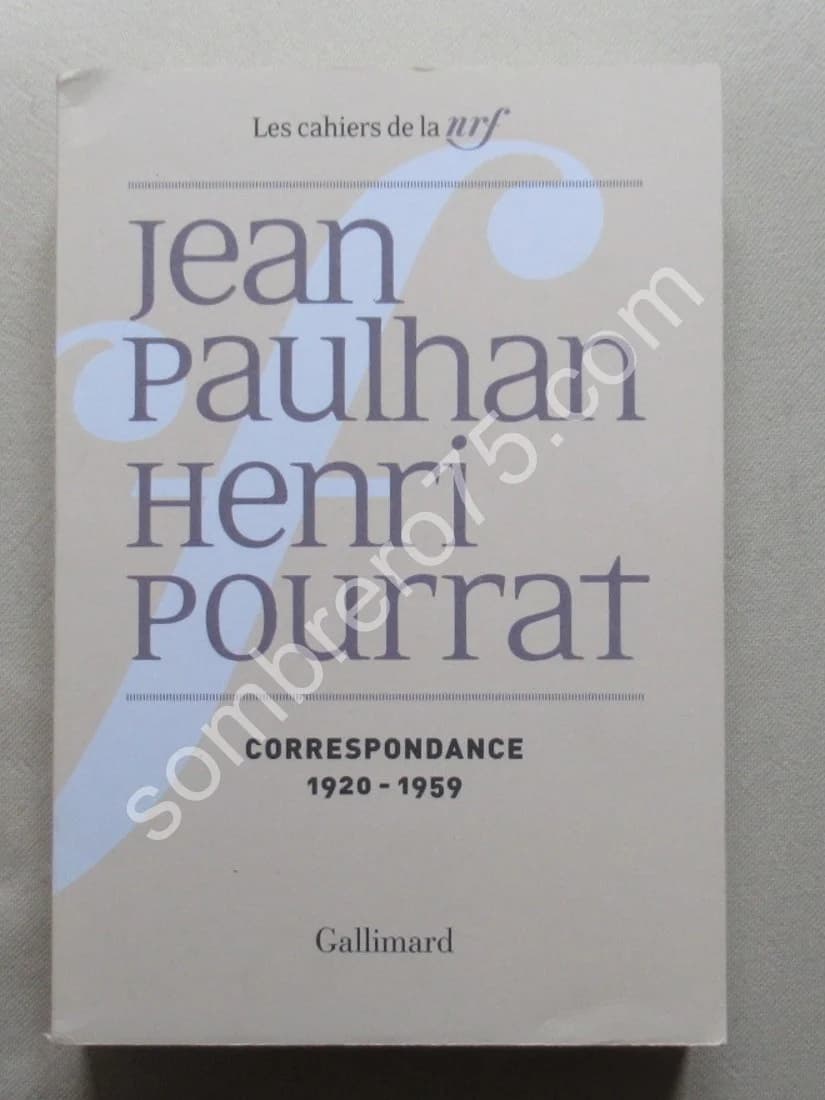 Les cahiers de la nrf
Jean
Paulhan
Henri
Pourrat
CORRESPONDANCE
1920 - 1959
Gallimard
sombrero75.com